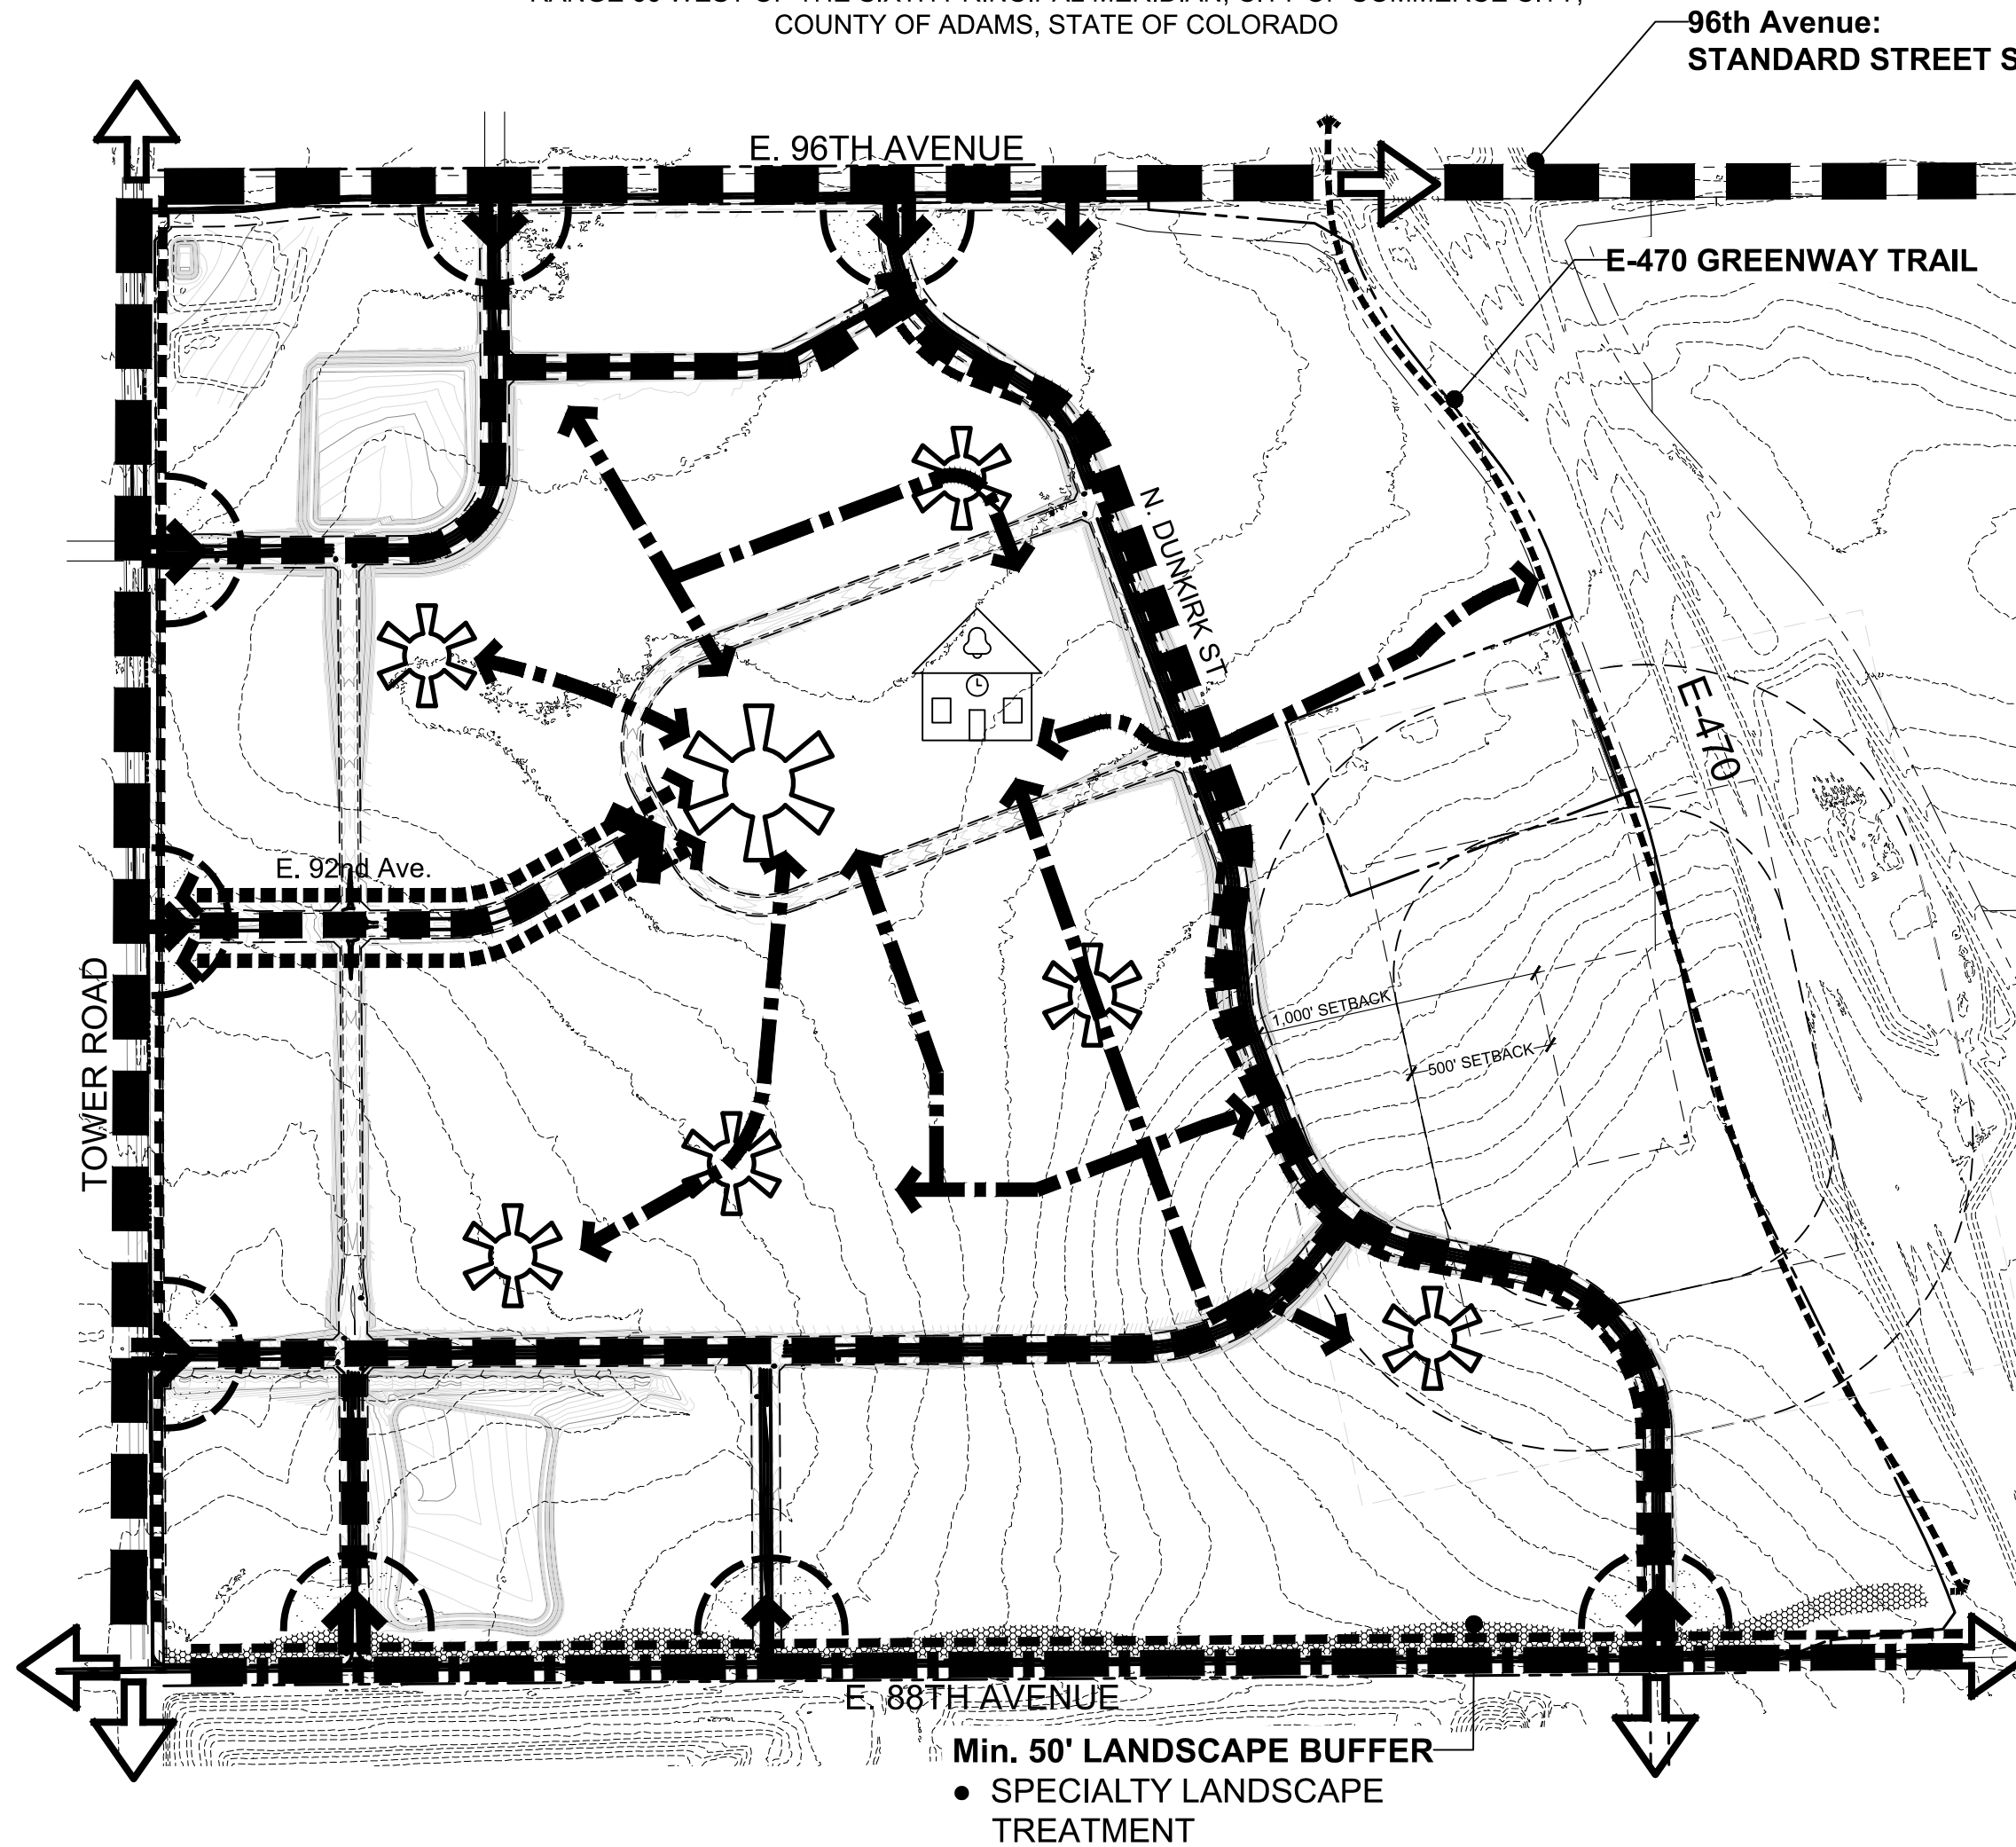 COUNTY OF ADAMS, STATE OF COLORADO
96th Avenue:
STANDARD STREET S
E. 96TH AVENUE
E-470 GREENWAY TRAIL
N. DUNKIRK ST
E-470
E. 92nd Ave.
TOWER ROAD
1,000' SETBACK
500' SETBACK
E. 88TH AVENUE
Min. 50' LANDSCAPE BUFFER
● SPECIALTY LANDSCAPE
TREATMENT